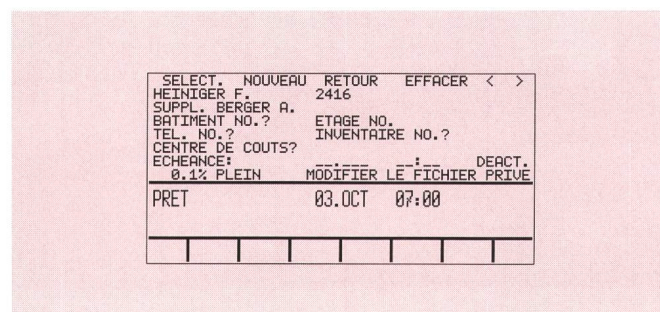 SELECT. NOUVEAU RETOUR EFFACER < >
HEINIGER F. 2416
SUPPL. BERGER A.
BATIMENT NO.? ETAGE NO.
TEL. NO.? INVENTAIRE NO.?
CENTRE DE COUTS?
ECHEANCE: __.___ __:__ DEACT.
0.1% PLEIN MODIFIER LE FICHIER PRIVE
PRET 03.OCT 07:00